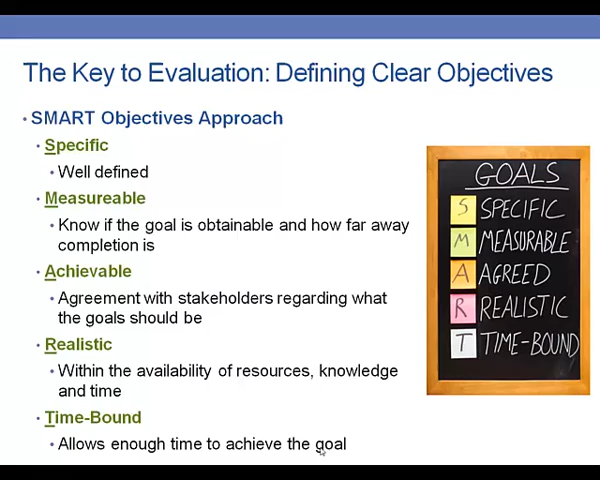 The Key to Evaluation: Defining Clear Objectives
• SMART Objectives Approach
• Specific
• Well defined
• Measureable
• Know if the goal is obtainable and how far away
completion is
• Achievable
• Agreement with stakeholders regarding what
the goals should be
• Realistic
• Within the availability of resources, knowledge
and time
• Time-Bound
• Allows enough time to achieve the goal
GOALS
S SPECIFIC
M MEASURABLE
A AGREED
R REALISTIC
T TIME-BOUND